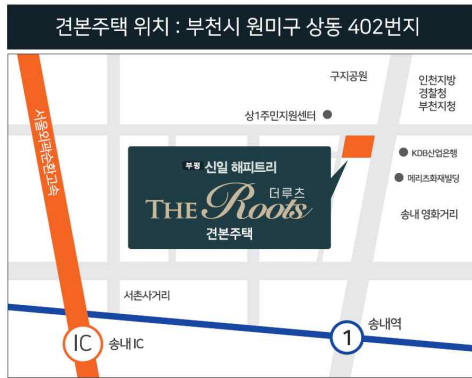 견본주택 위치 : 부천시 원미구 상동 402번지
구지공원
인천지방
경찰청
부천지청
상1주민지원센터
서울외곽순환고속
KDB산업은행
메리츠화재빌딩
부평 신일 해피트리
더루츠
THE Roots
견본주택
송내 영화거리
서촌사거리
송내역
1
IC
송내 IC